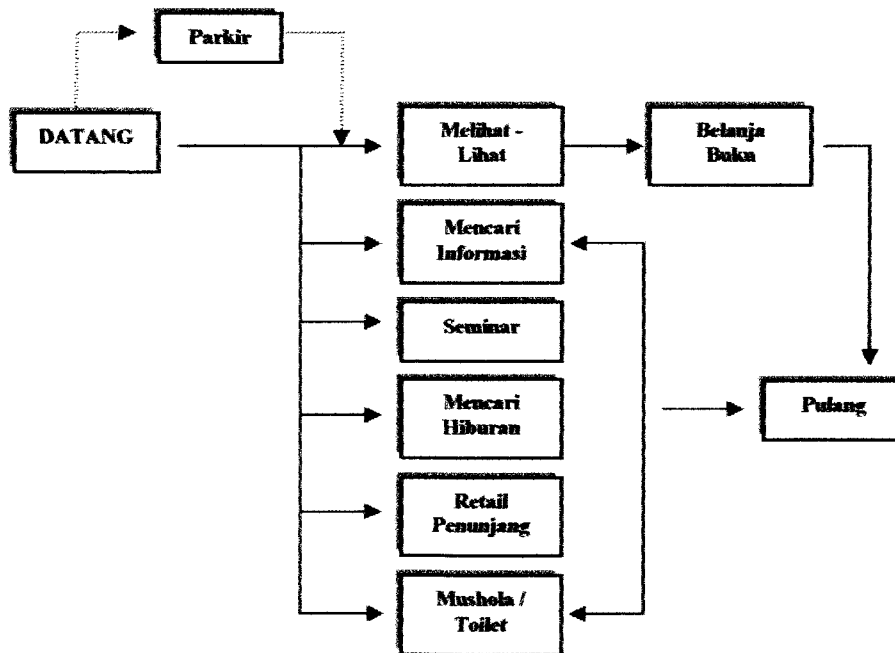 Parkir
DATANG
Melihat -
Lihat
Belanja
Buku
Mencari
Informasi
Seminar
Mencari
Hiburan
Pulang
Retail
Penunjang
Mushola /
Toilet